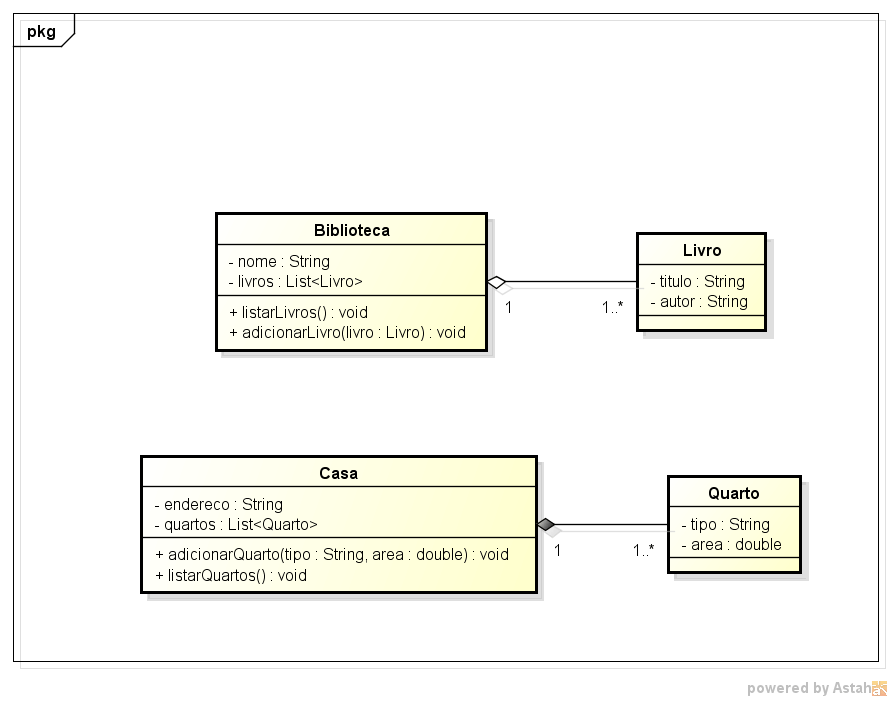 pkg
Biblioteca
- nome : String
- livros : List<Livro>
+ listarLivros() : void
+ adicionarLivro(livro : Livro) : void
1
1..*
Livro
- titulo : String
- autor : String
Casa
- endereco : String
- quartos : List<Quarto>
+ adicionarQuarto(tipo : String, area : double) : void
+ listarQuartos() : void
1
1..*
Quarto
- tipo : String
- area : double
powered by Astah